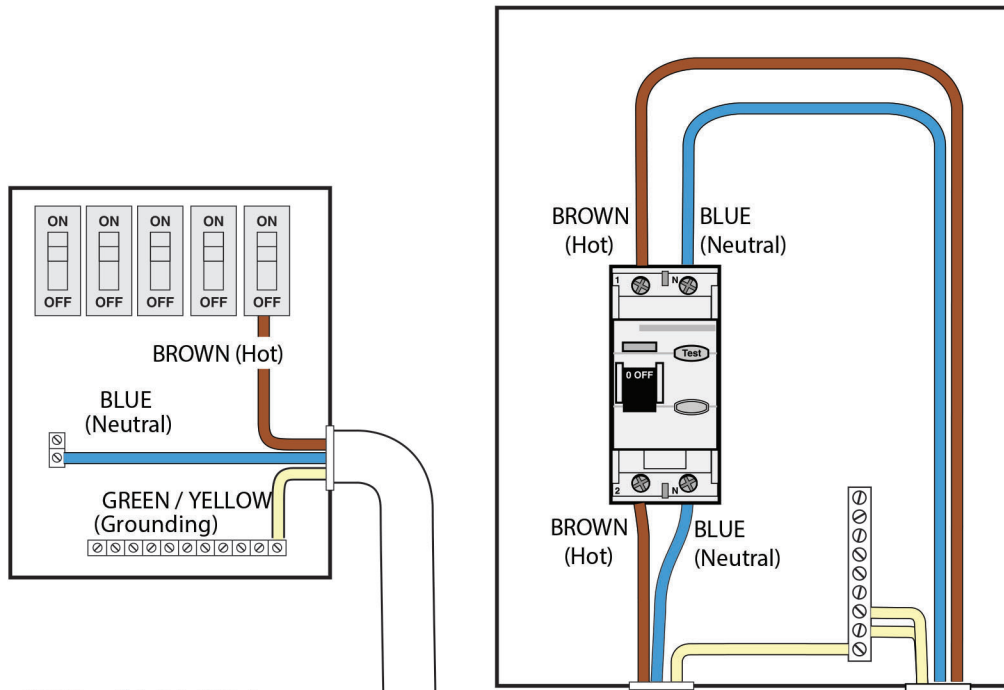 ON ON ON ON ON
OFF OFF OFF OFF OFF
BROWN (Hot)
BLUE
(Neutral)
GREEN / YELLOW
(Grounding)
BROWN
(Hot)
BLUE
(Neutral)
1 N
Test
0 OFF
2 N
BROWN
(Hot)
BLUE
(Neutral)